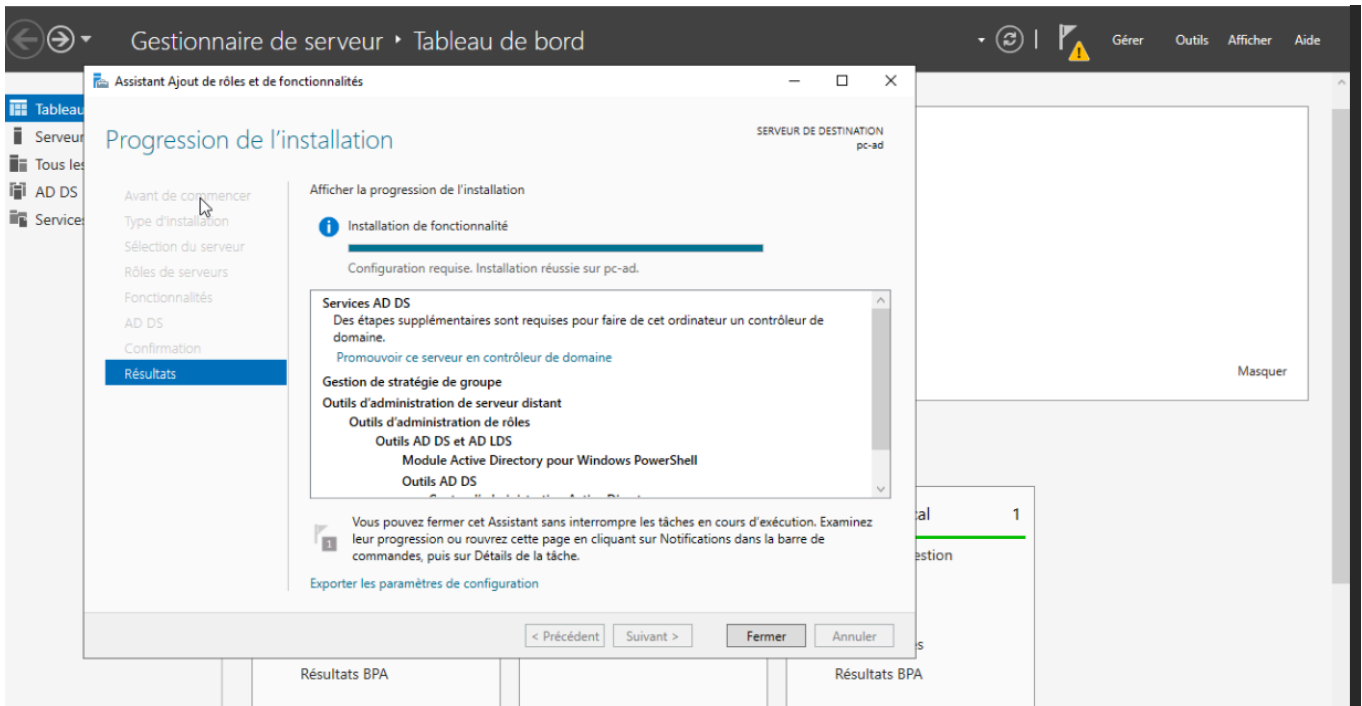 Gestionnaire de serveur ‣ Tableau de bord
Gérer Outils Afficher Aide
Assistant Ajout de rôles et de fonctionnalités
Tableau
Serveur
Tous les
AD DS
Services
Progression de l’installation
SERVEUR DE DESTINATION
pc-ad
Avant de commencer
Type d'installation
Sélection du serveur
Rôles de serveurs
Fonctionnalités
AD DS
Confirmation
Résultats
Afficher la progression de l’installation
Installation de fonctionnalité
Configuration requise. Installation réussie sur pc-ad.
Services AD DS
Des étapes supplémentaires sont requises pour faire de cet ordinateur un contrôleur de
domaine.
Promouvoir ce serveur en contrôleur de domaine
Gestion de stratégie de groupe
Outils d’administration de serveur distant
Outils d’administration de rôles
Outils AD DS et AD LDS
Module Active Directory pour Windows PowerShell
Outils AD DS
1
Vous pouvez fermer cet Assistant sans interrompre les tâches en cours d’exécution. Examinez
leur progression ou rouvrez cette page en cliquant sur Notifications dans la barre de
commandes, puis sur Détails de la tâche.
Exporter les paramètres de configuration
< Précédent Suivant > Fermer Annuler
Masquer
cal 1
estion
s
Résultats BPA
Résultats BPA